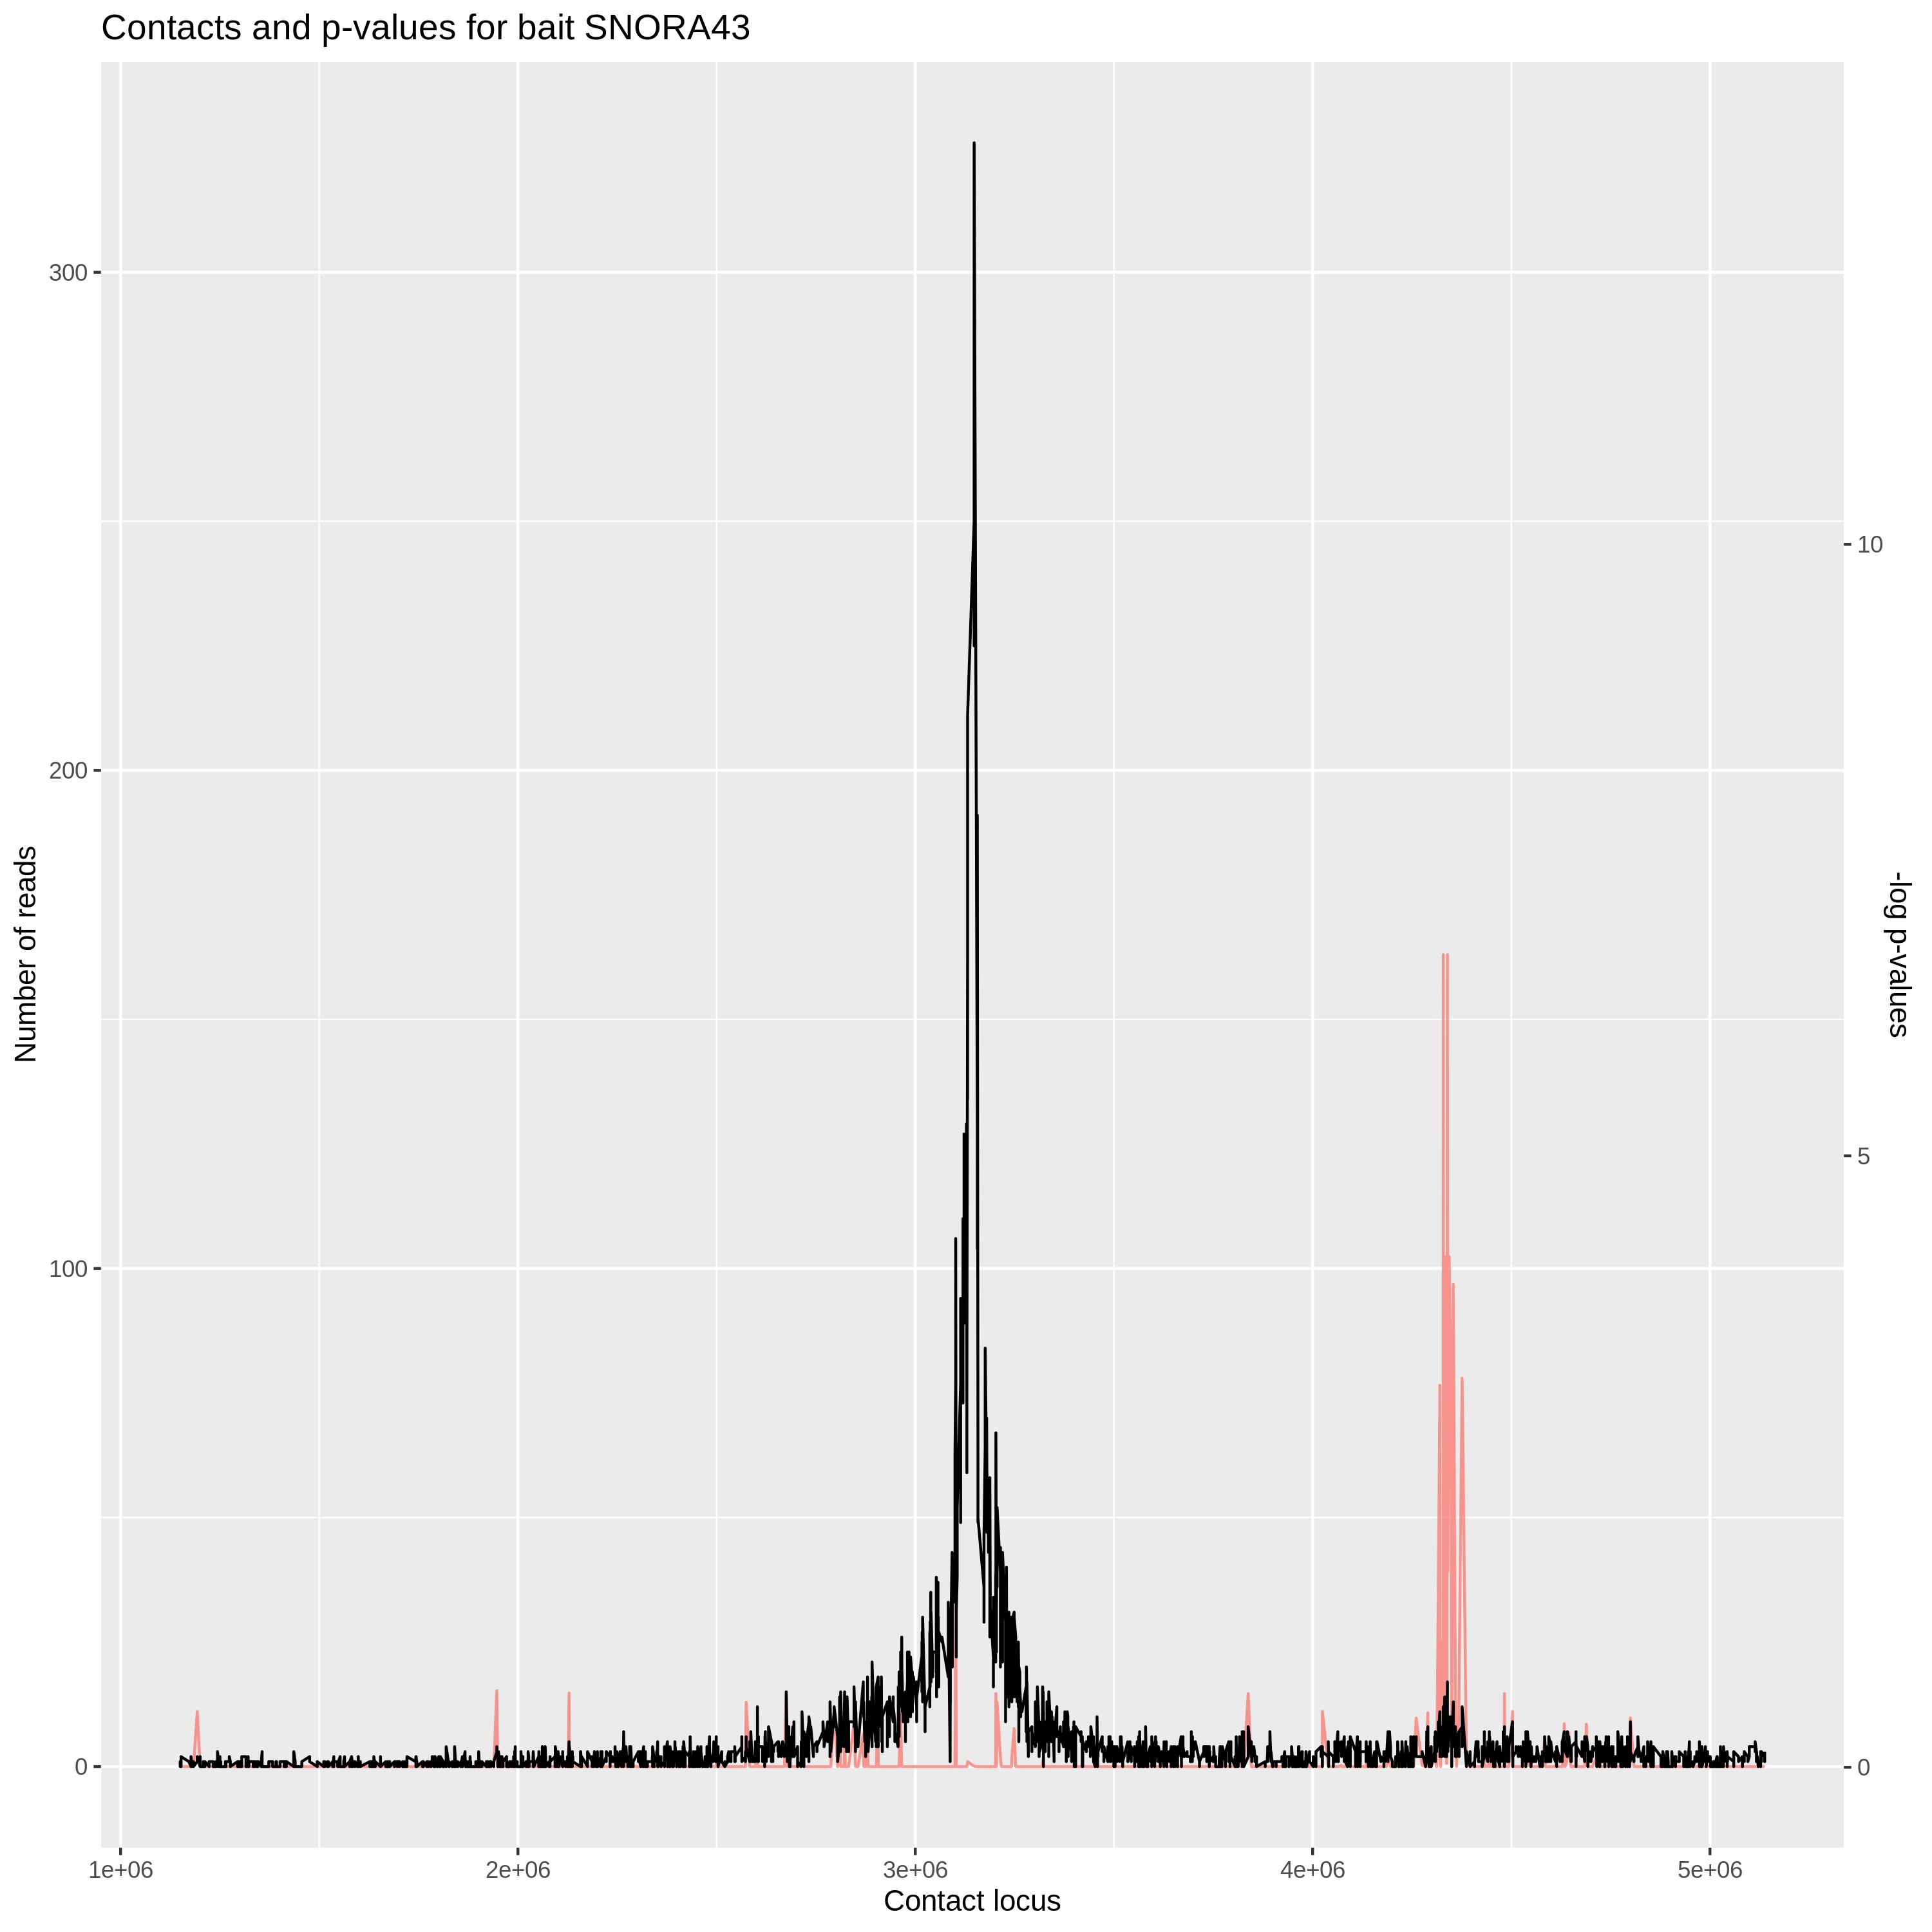 Contacts and p-values for bait SNORA43
300
200
100
0
Number of reads
10
5
0
-log p-values
1e+06 2e+06 3e+06 4e+06 5e+06
Contact locus